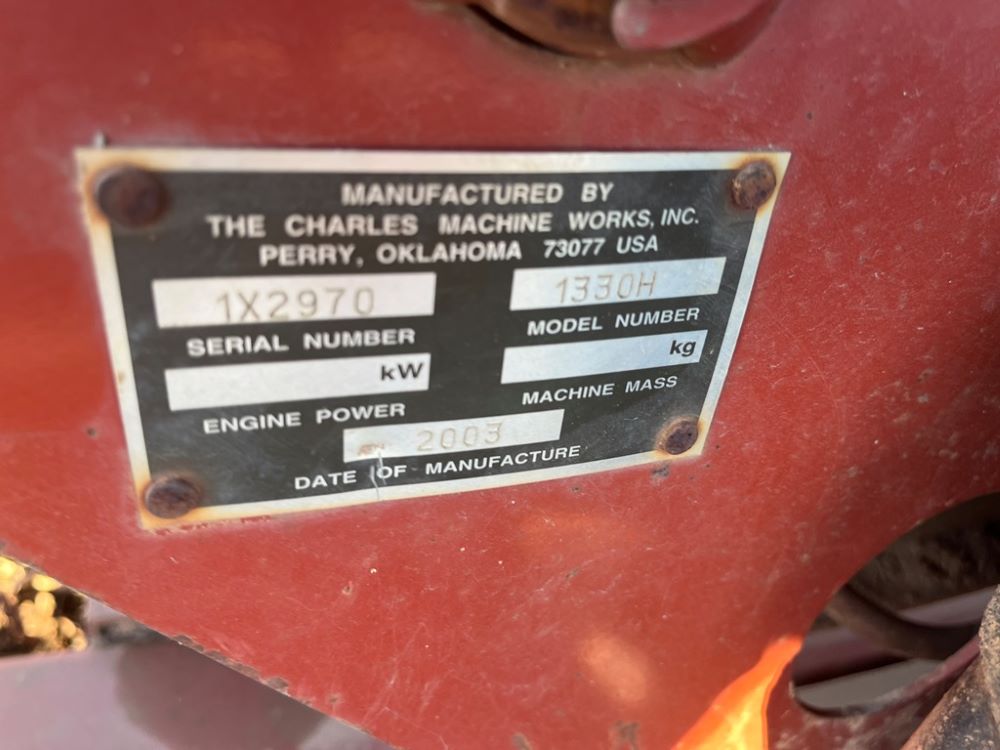 MANUFACTURED BY
THE CHARLES MACHINE WORKS, INC.
PERRY, OKLAHOMA 73077 USA
1X2970 1330H
SERIAL NUMBER MODEL NUMBER
kW kg
ENGINE POWER MACHINE MASS
2003
DATE OF MANUFACTURE